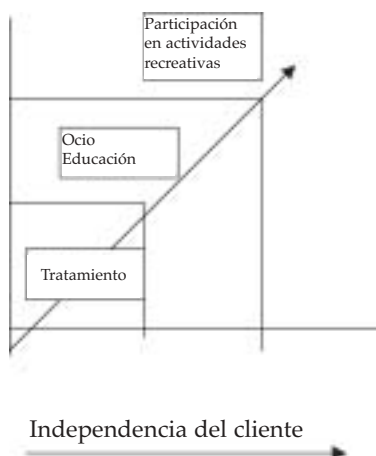 Participación
en actividades
recreativas
Ocio
Educación
Tratamiento
Independencia del cliente